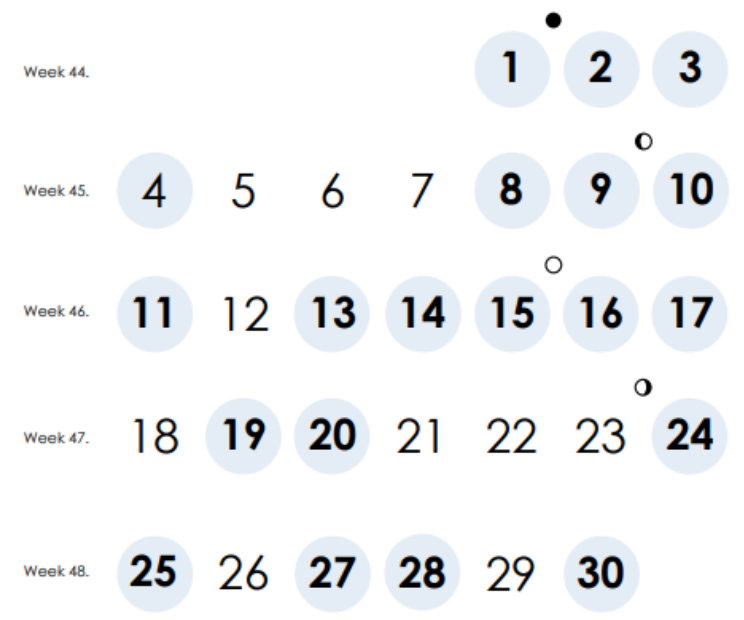 Week 44. 1 2 3
Week 45. 4 5 6 7 8 9 10
Week 46. 11 12 13 14 15 16 17
Week 47. 18 19 20 21 22 23 24
Week 48. 25 26 27 28 29 30